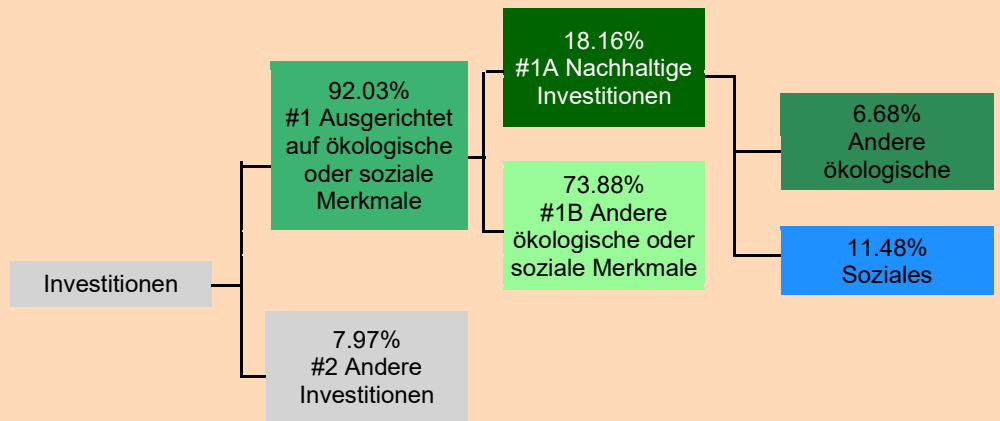 Investitionen
92.03%
#1 Ausgerichtet
auf ökologische
oder soziale
Merkmale
7.97%
#2 Andere
Investitionen
18.16%
#1A Nachhaltige
Investitionen
73.88%
#1B Andere
ökologische oder
soziale Merkmale
6.68%
Andere
ökologische
11.48%
Soziales